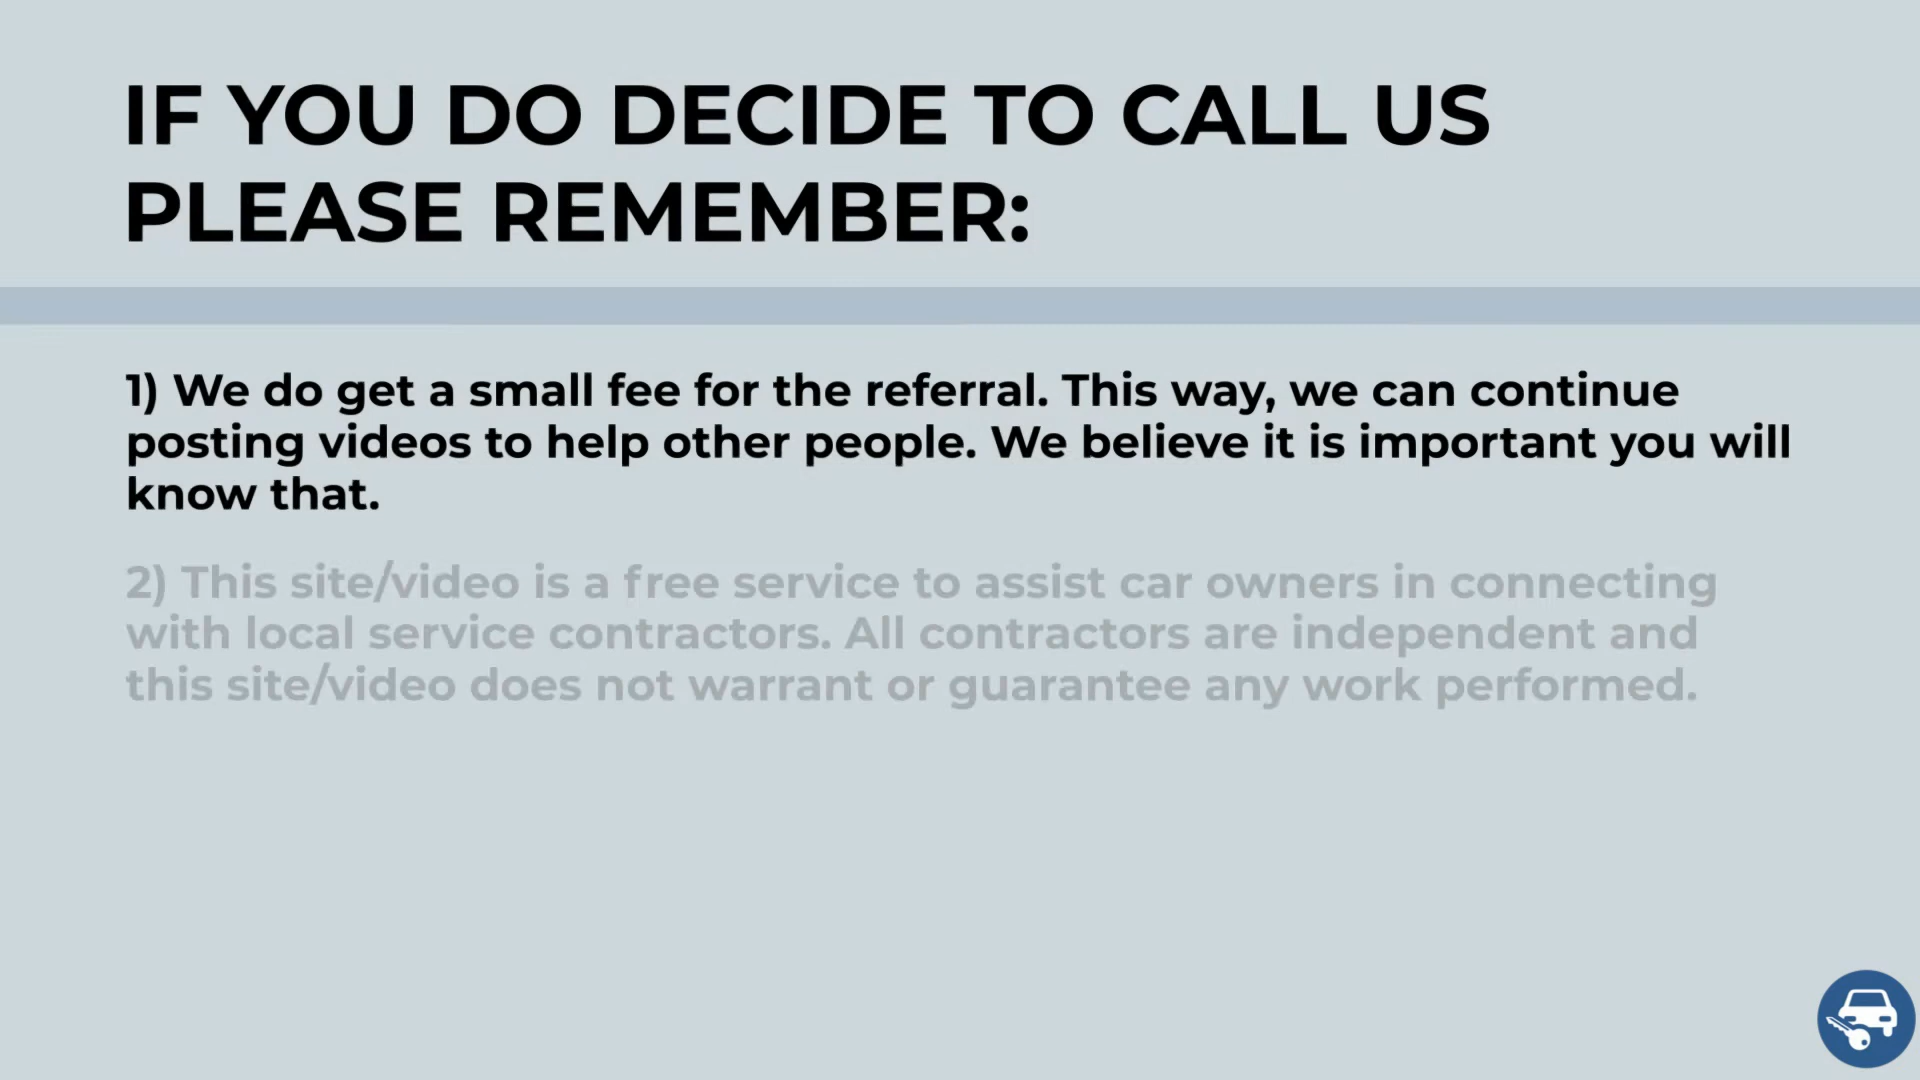 IF YOU DO DECIDE TO CALL US
PLEASE REMEMBER:
1) We do get a small fee for the referral. This way, we can continue
posting videos to help other people. We believe it is important you will
know that.
2) This site/video is a free service to assist car owners in connecting
with local service contractors. All contractors are independent and
this site/video does not warrant or guarantee any work performed.